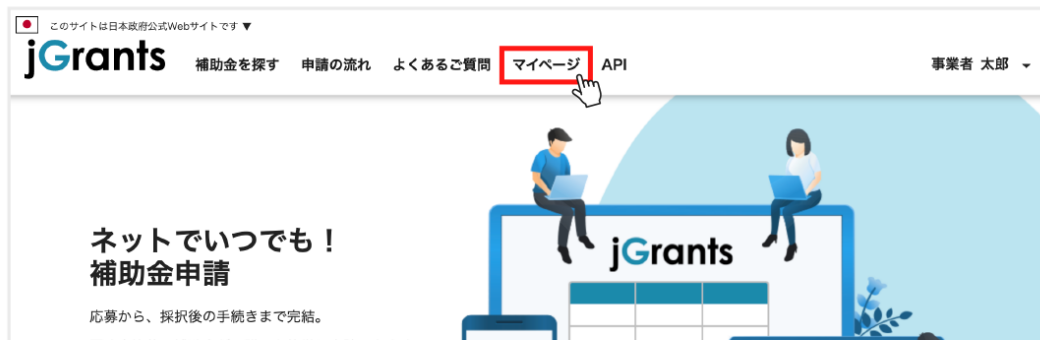 このサイトは日本政府公式Webサイトです ▼
jGrants 補助金を探す 申請の流れ よくあるご質問 マイページ API 事業者 太郎
ネットでいつでも！
補助金申請
jGrants
応募から、採択後の手続きまで完結。